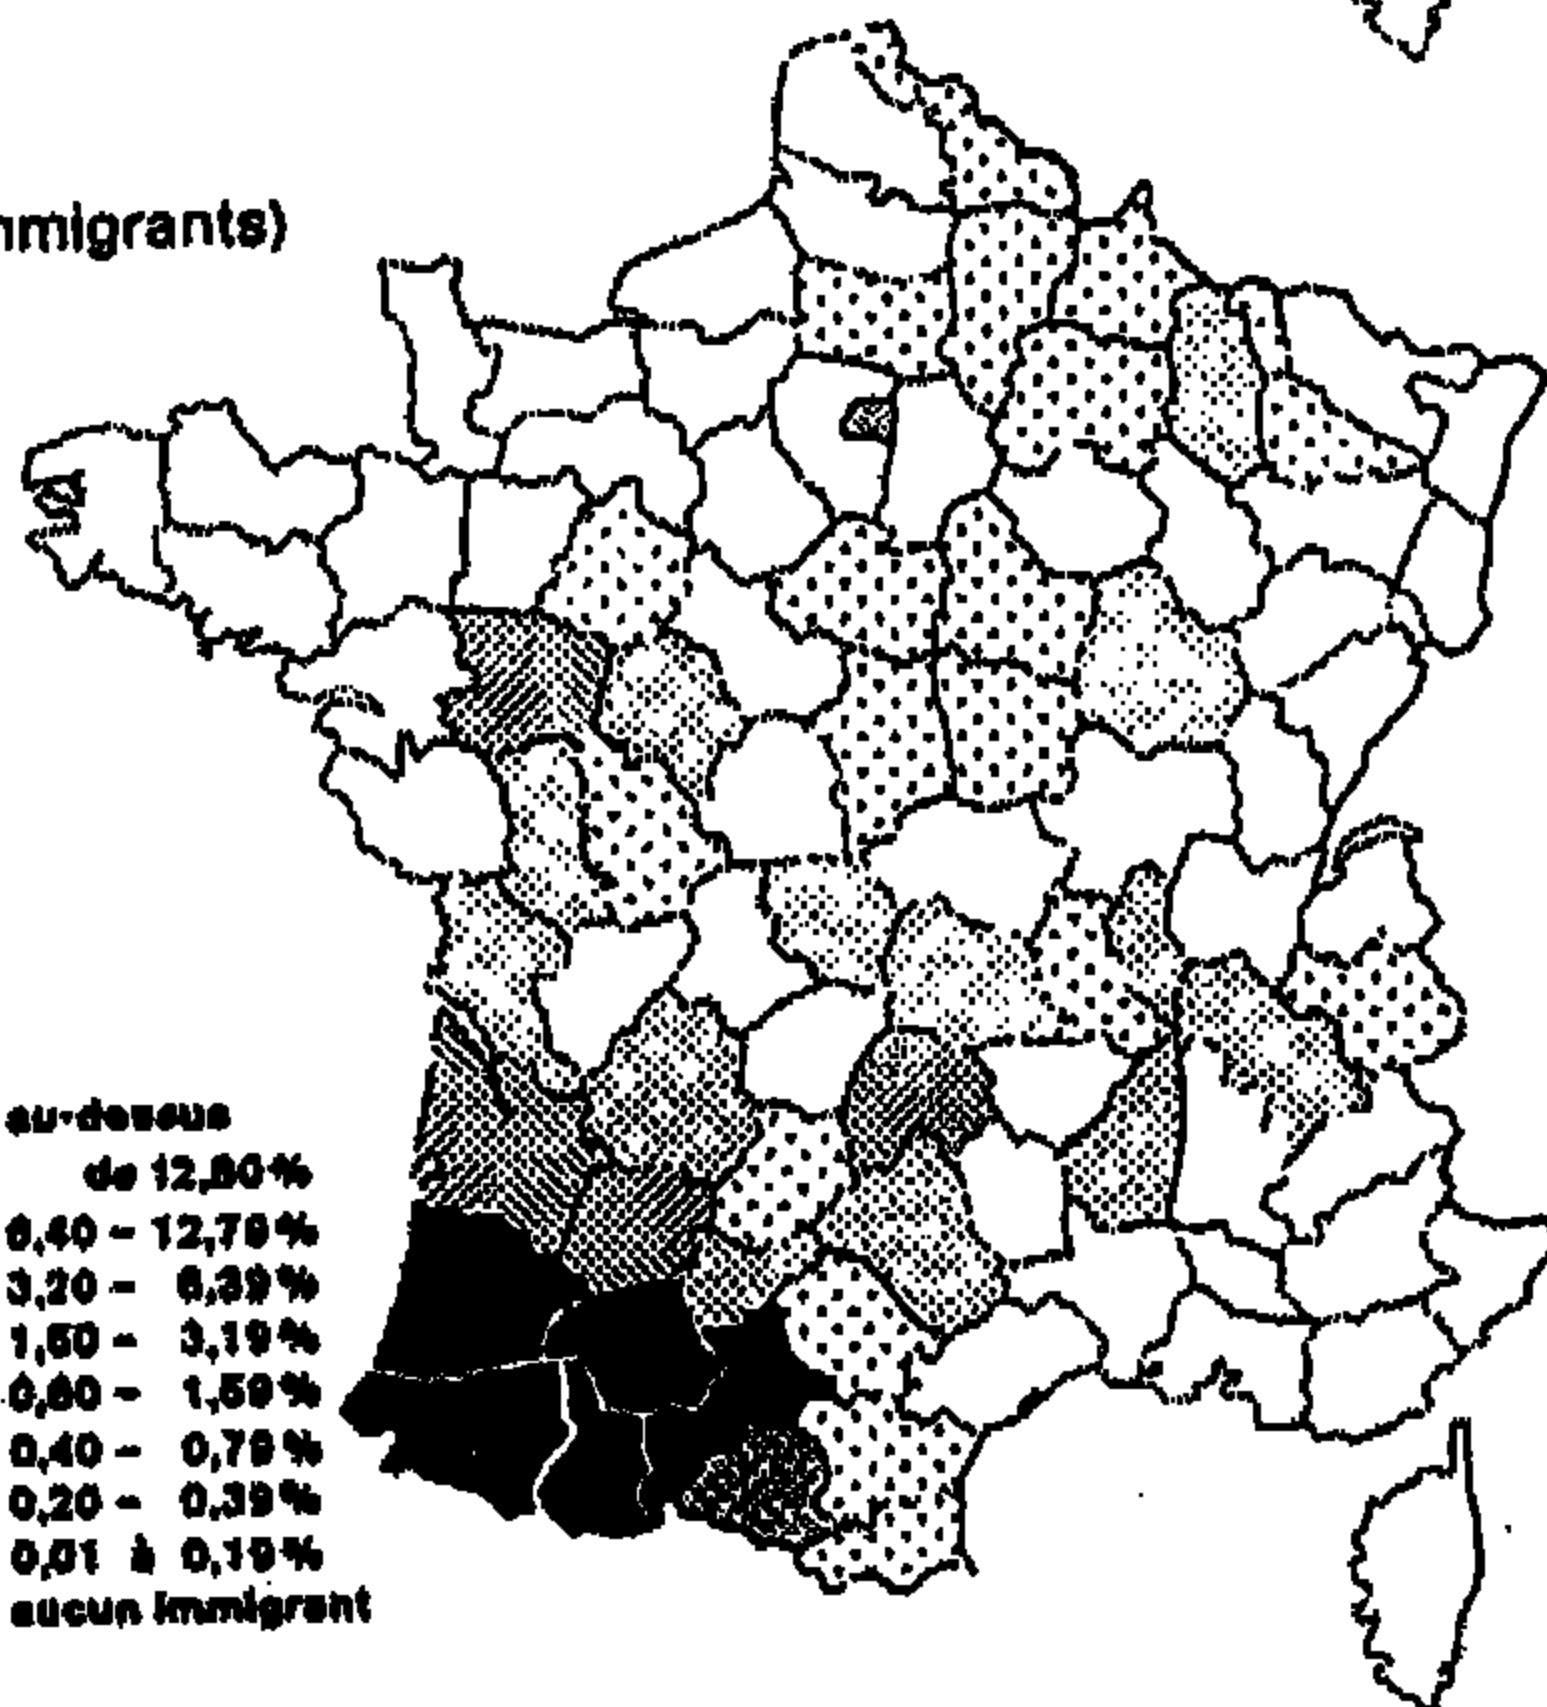 mmigrants)
au-dessus
de 12,80%
6,40 - 12,79%
3,20 - 6,39%
1,60 - 3,19%
0,80 - 1,59%
0,40 - 0,79%
0,20 - 0,39%
0,01 à 0,19%
aucun immigrant